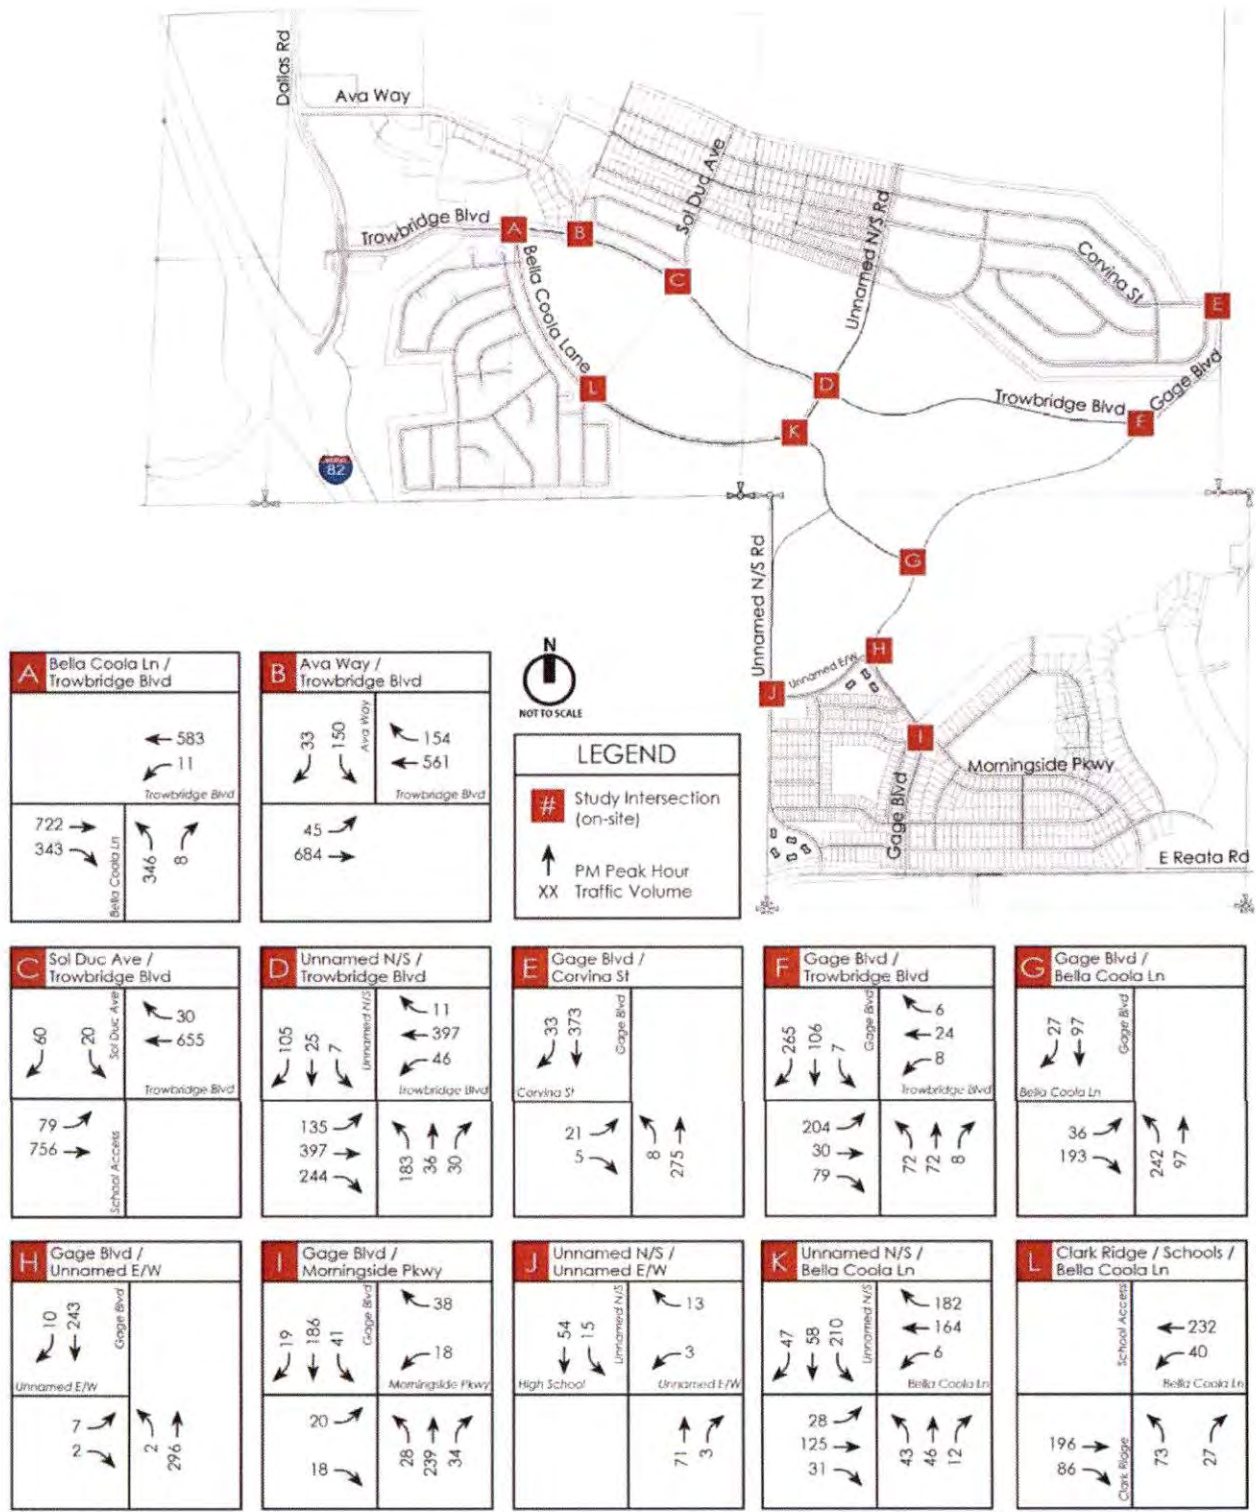 Dallas Rd
Ava Way
Sol Duc Ave
Unnamed N/S Rd
Corvina St
Trowbridge Blvd
A
B
C
Bella Coola Lane
E
L
D
K
Trowbridge Blvd
F
Gage Blvd
82
G
Unnamed N/S Rd
H
Unnamed E/W
J
I
Morningside Pkwy
Gage Blvd
E Reata Rd
N
NOT TO SCALE
LEGEND
# Study Intersection
(on-site)
PM Peak Hour
XX Traffic Volume
A Bella Coola Ln /
Trowbridge Blvd
583
11
Trowbridge Blvd
722
343
Bella Coola Ln
346
8
B Ava Way /
Trowbridge Blvd
33
150
Ava Way
154
561
Trowbridge Blvd
45
684
C Sol Duc Ave /
Trowbridge Blvd
60
20
Sol Duc Ave
30
655
Trowbridge Blvd
79
756
School Access
D Unnamed N/S /
Trowbridge Blvd
105
25
7
Unnamed N/S
11
397
46
Trowbridge Blvd
135
397
244
183
36
30
E Gage Blvd /
Corvina St
33
373
Gage Blvd
Corvina St
21
5
8
275
F Gage Blvd /
Trowbridge Blvd
265
106
7
Gage Blvd
6
24
8
Trowbridge Blvd
204
30
79
72
72
8
G Gage Blvd /
Bella Coola Ln
27
97
Gage Blvd
Bella Coola Ln
36
193
242
97
H Gage Blvd /
Unnamed E/W
10
243
Gage Blvd
Unnamed E/W
7
2
2
296
I Gage Blvd /
Morningside Pkwy
19
186
41
Gage Blvd
38
18
Morningside Pkwy
20
18
28
239
34
J Unnamed N/S /
Unnamed E/W
54
15
Unnamed N/S
13
3
High School
Unnamed E/W
71
3
K Unnamed N/S /
Bella Coola Ln
47
58
210
Unnamed N/S
182
164
6
Bella Coola Ln
28
125
31
43
46
12
L Clark Ridge / Schools /
Bella Coola Ln
School Access
232
40
Bella Coola Ln
196
86
Clark Ridge
73
27